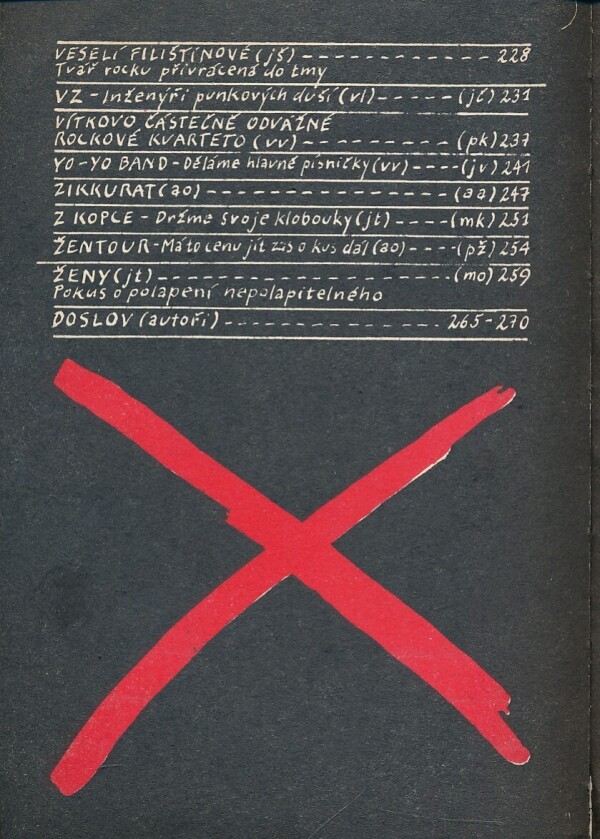 VESELÍ FILIŠTÍNOVÉ (jš) ------------------- 228
Tvář rocku přivrácená do tmy
VZ - Inženýři punkových duší (vl) ----- (jč) 231
VÍTKOVO ČÁSTEČNĚ ODVÁŽNÉ
ROCKOVÉ KVARTETO (vv) ------------ (pk) 237
YO-YO BAND - Děláme hlavně písničky (vv) ---- (jv) 241
ZIKKURAT (ao) ------------------- (aa) 247
Z KOPCE - Držme svoje klobouky (jt) ---- (mk) 251
ŽENTOUR - Má to cenu jít zas o kus dál (ao) ---- (pž) 254
ŽENY (jt) ----------------------- (mo) 259
Pokus o polapení nepolapitelného
DOSLOV (autoři) ---------------- 265-270